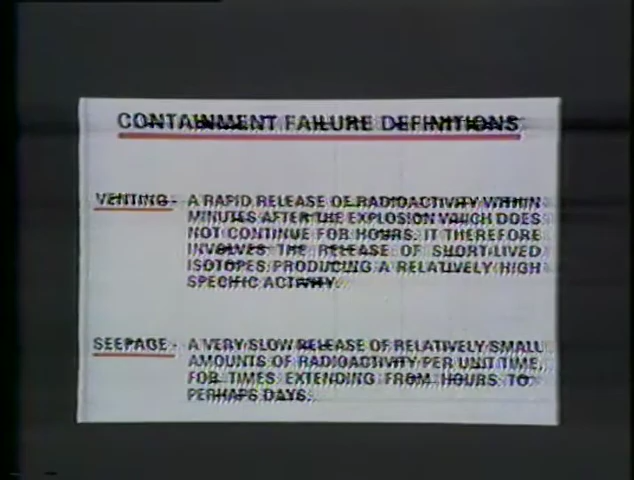 CONTAINMENT FAILURE DEFINITIONS
VENTING - A RAPID RELEASE OF RADIOACTIVITY WITHIN
MINUTES AFTER THE EXPLOSION WHICH DOES
NOT CONTINUE FOR HOURS. IT THEREFORE
INVOLVES THE RELEASE OF SHORT-LIVED
ISOTOPES PRODUCING A RELATIVELY HIGH
SPECIFIC ACTIVITY.
SEEPAGE - A VERY SLOW RELEASE OF RELATIVELY SMALL
AMOUNTS OF RADIOACTIVITY PER UNIT TIME,
FOR TIMES EXTENDING FROM HOURS TO
PERHAPS DAYS.